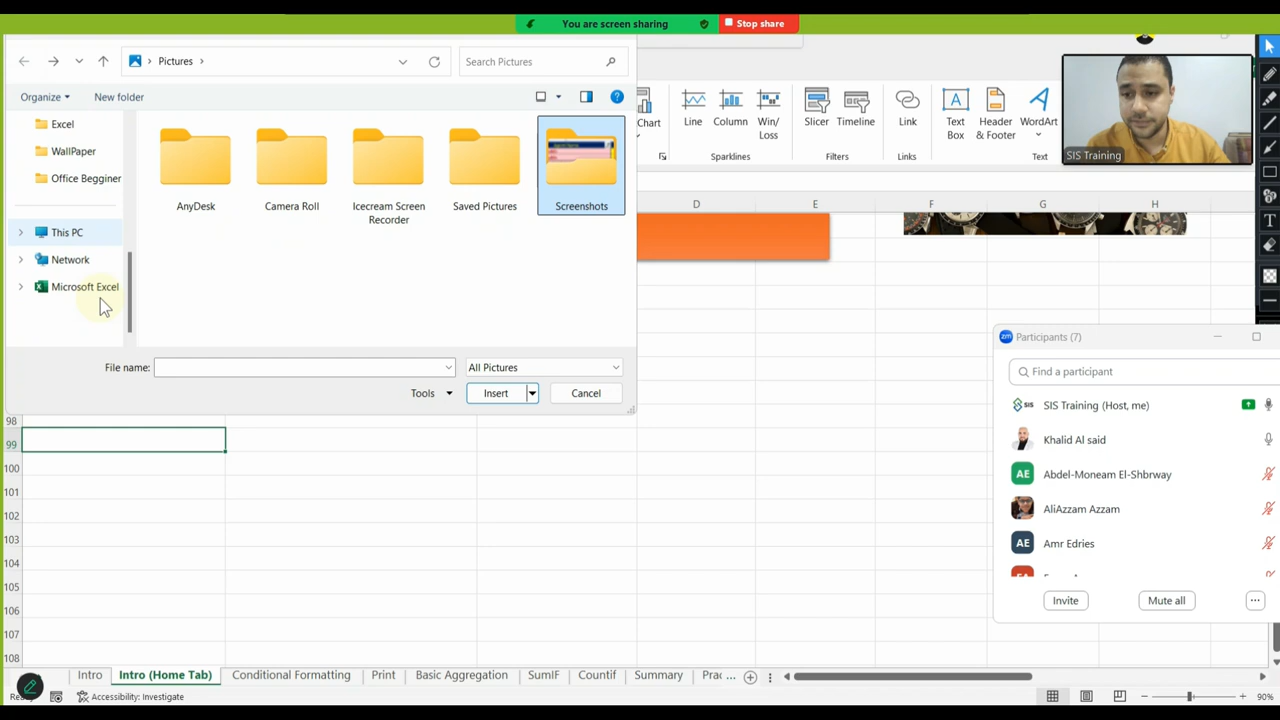 You are screen sharing
Stop share
Pictures
Search Pictures
Organize
New folder
Excel
WallPaper
Office Begginer
This PC
Network
Microsoft Excel
AnyDesk
Camera Roll
Icecream Screen
Recorder
Saved Pictures
Screenshots
File name:
All Pictures
Tools
Insert
Cancel
Chart
Line
Column
Win/
Loss
Slicer
Timeline
Link
Text
Box
Header
& Footer
WordArt
Sparklines
Filters
Links
Text
SIS Training
D E F G H
Participants (7)
Find a participant
SIS
SIS Training (Host, me)
Khalid Al said
AE
Abdel-Moneam El-Shbrway
AliAzzam Azzam
AE
Amr Edries
Invite
Mute all
98
99
100
101
102
103
104
105
106
107
108
Intro
Intro (Home Tab)
Conditional Formatting
Print
Basic Aggregation
SumIF
Countif
Summary
Prac ...
Accessibility: Investigate
90%